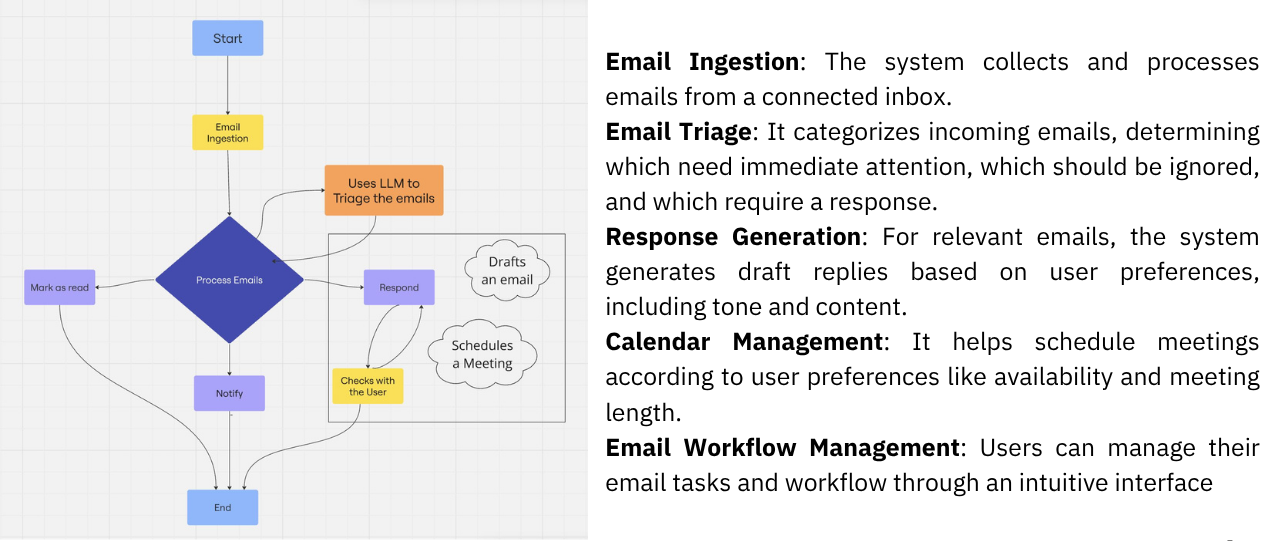 Start
Email
Ingestion
Uses LLM to
Triage the emails
Process Emails
Mark as read
Respond
Drafts
an email
Schedules
a Meeting
Checks with
the User
Notify
End
Email Ingestion: The system collects and processes
emails from a connected inbox.
Email Triage: It categorizes incoming emails, determining
which need immediate attention, which should be ignored,
and which require a response.
Response Generation: For relevant emails, the system
generates draft replies based on user preferences,
including tone and content.
Calendar Management: It helps schedule meetings
according to user preferences like availability and meeting
length.
Email Workflow Management: Users can manage their
email tasks and workflow through an intuitive interface